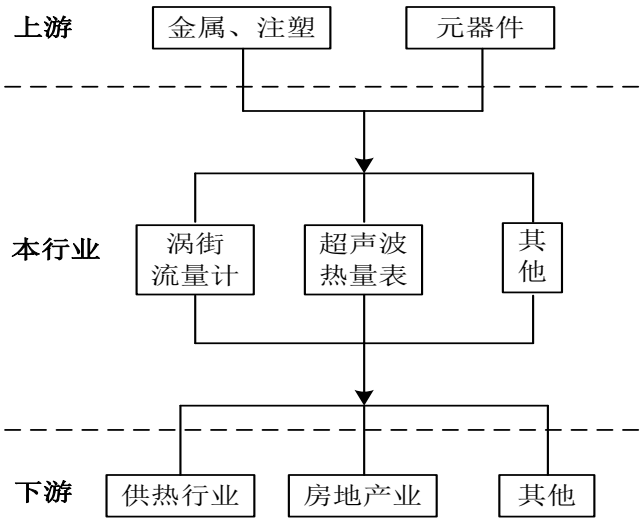 上游
金属、注塑
元器件
本行业
涡街
流量计
超声波
热量表
其
他
下游
供热行业
房地产业
其他